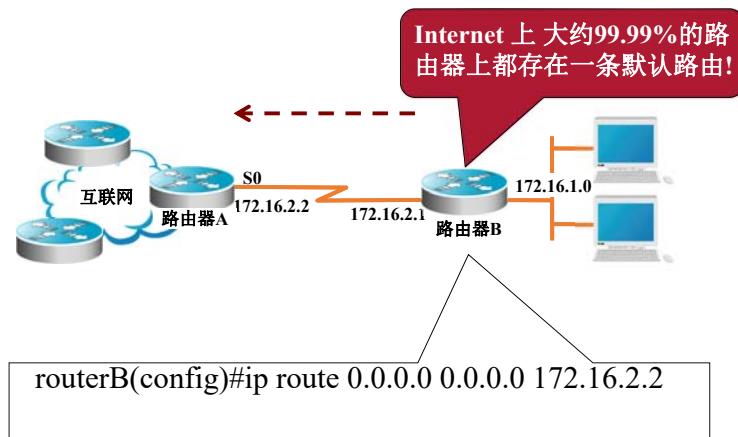 Internet 上 大约99.99%的路
由器上都存在一条默认路由!
互联网
S0
172.16.2.2
路由器A
172.16.2.1
路由器B
172.16.1.0
routerB(config)#ip route 0.0.0.0 0.0.0.0 172.16.2.2